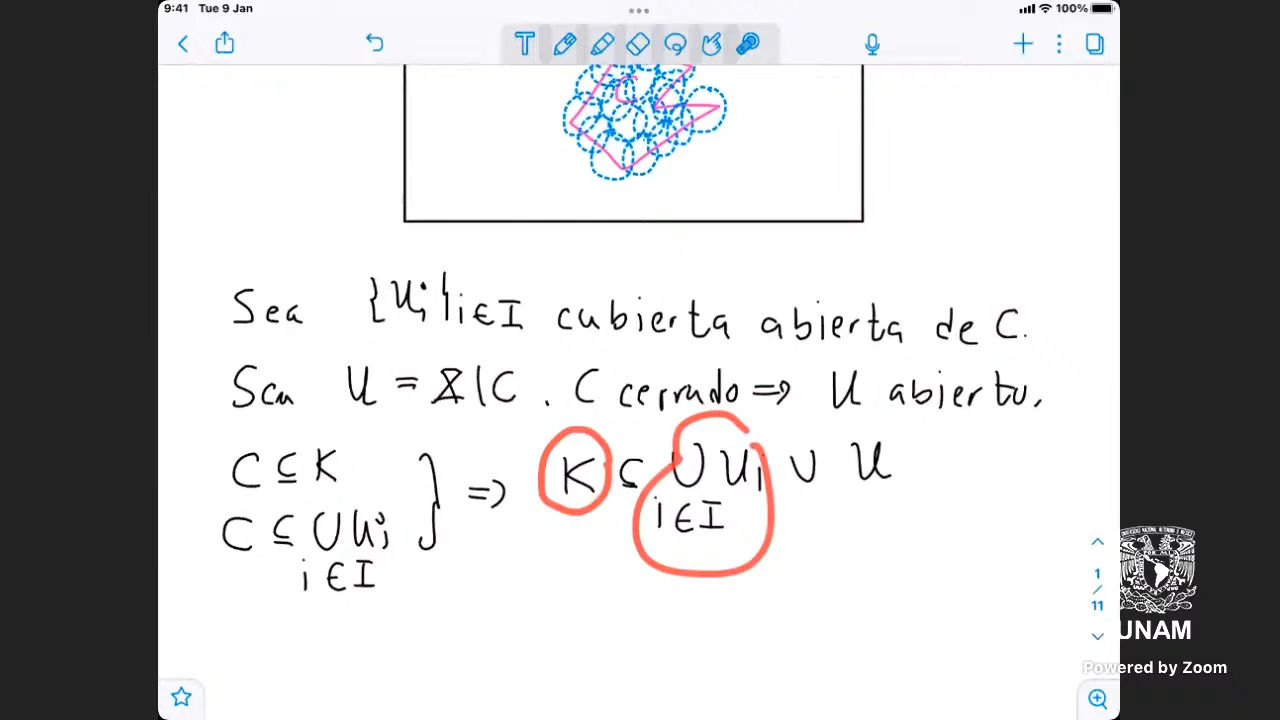 9:41 Tue 9 Jan 100%
Sea {Ui}i∈I cubierta abierta de C.
Sea U = X\C. C cerrado => U abierto.
C ⊆ K
C ⊆ ∪ Ui
i∈I
} => K ⊆ ∪ Ui ∪ U
i∈I
1
/
11
UNAM
Powered by Zoom